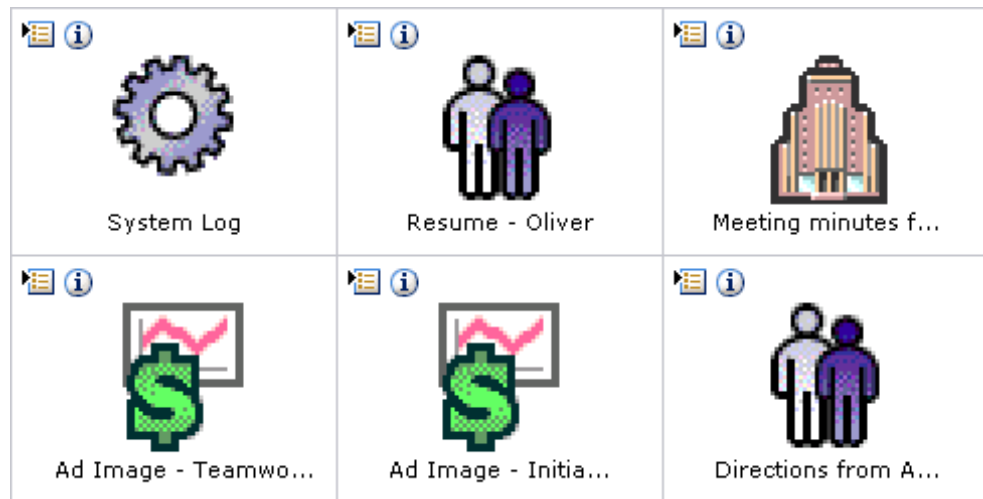 System Log
Resume - Oliver
Meeting minutes f...
Ad Image - Teamwo...
Ad Image - Initia...
Directions from A...